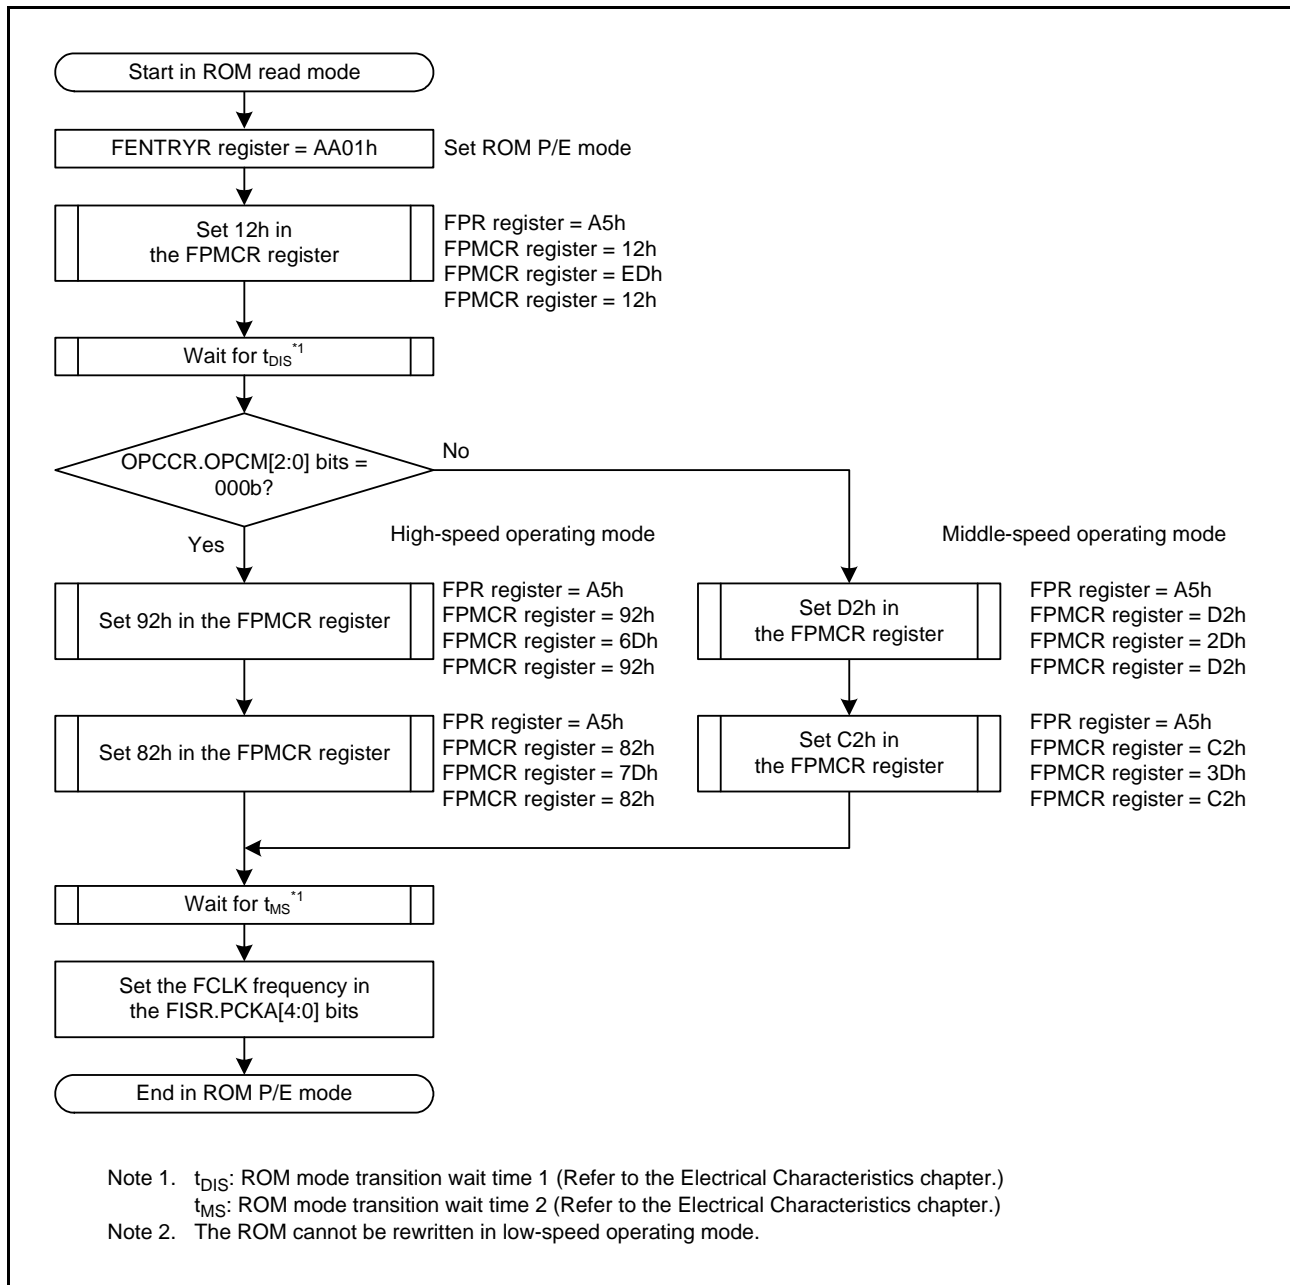 Start in ROM read mode
FENTRYR register = AA01h
Set ROM P/E mode
Set 12h in
the FPMCR register
FPR register = A5h
FPMCR register = 12h
FPMCR register = EDh
FPMCR register = 12h
Wait for tDIS*1
OPCCR.OPCM[2:0] bits =
000b?
No
Yes
High-speed operating mode
Middle-speed operating mode
Set 92h in the FPMCR register
FPR register = A5h
FPMCR register = 92h
FPMCR register = 6Dh
FPMCR register = 92h
Set D2h in
the FPMCR register
FPR register = A5h
FPMCR register = D2h
FPMCR register = 2Dh
FPMCR register = D2h
Set 82h in the FPMCR register
FPR register = A5h
FPMCR register = 82h
FPMCR register = 7Dh
FPMCR register = 82h
Set C2h in
the FPMCR register
FPR register = A5h
FPMCR register = C2h
FPMCR register = 3Dh
FPMCR register = C2h
Wait for tMS*1
Set the FCLK frequency in
the FISR.PCKA[4:0] bits
End in ROM P/E mode
Note 1. tDIS: ROM mode transition wait time 1 (Refer to the Electrical Characteristics chapter.)
tMS: ROM mode transition wait time 2 (Refer to the Electrical Characteristics chapter.)
Note 2. The ROM cannot be rewritten in low-speed operating mode.